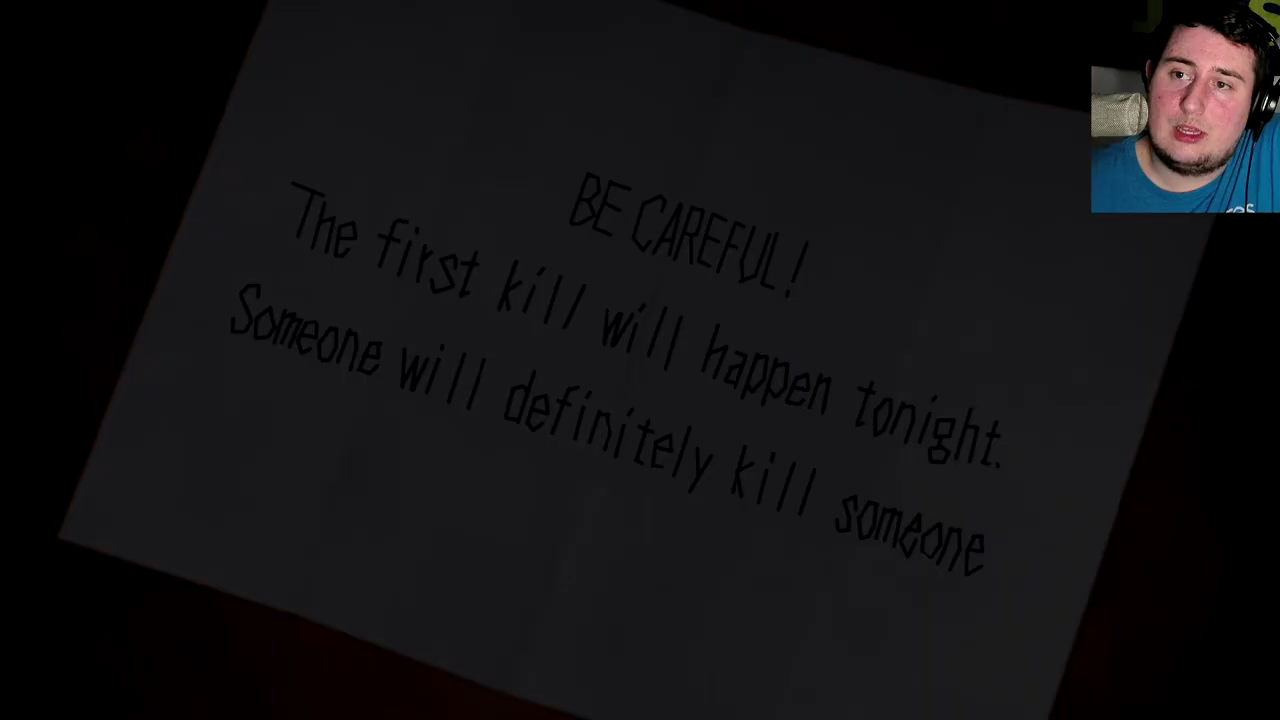 BE CAREFUL!
The first kill will happen tonight.
Someone will definitely kill someone